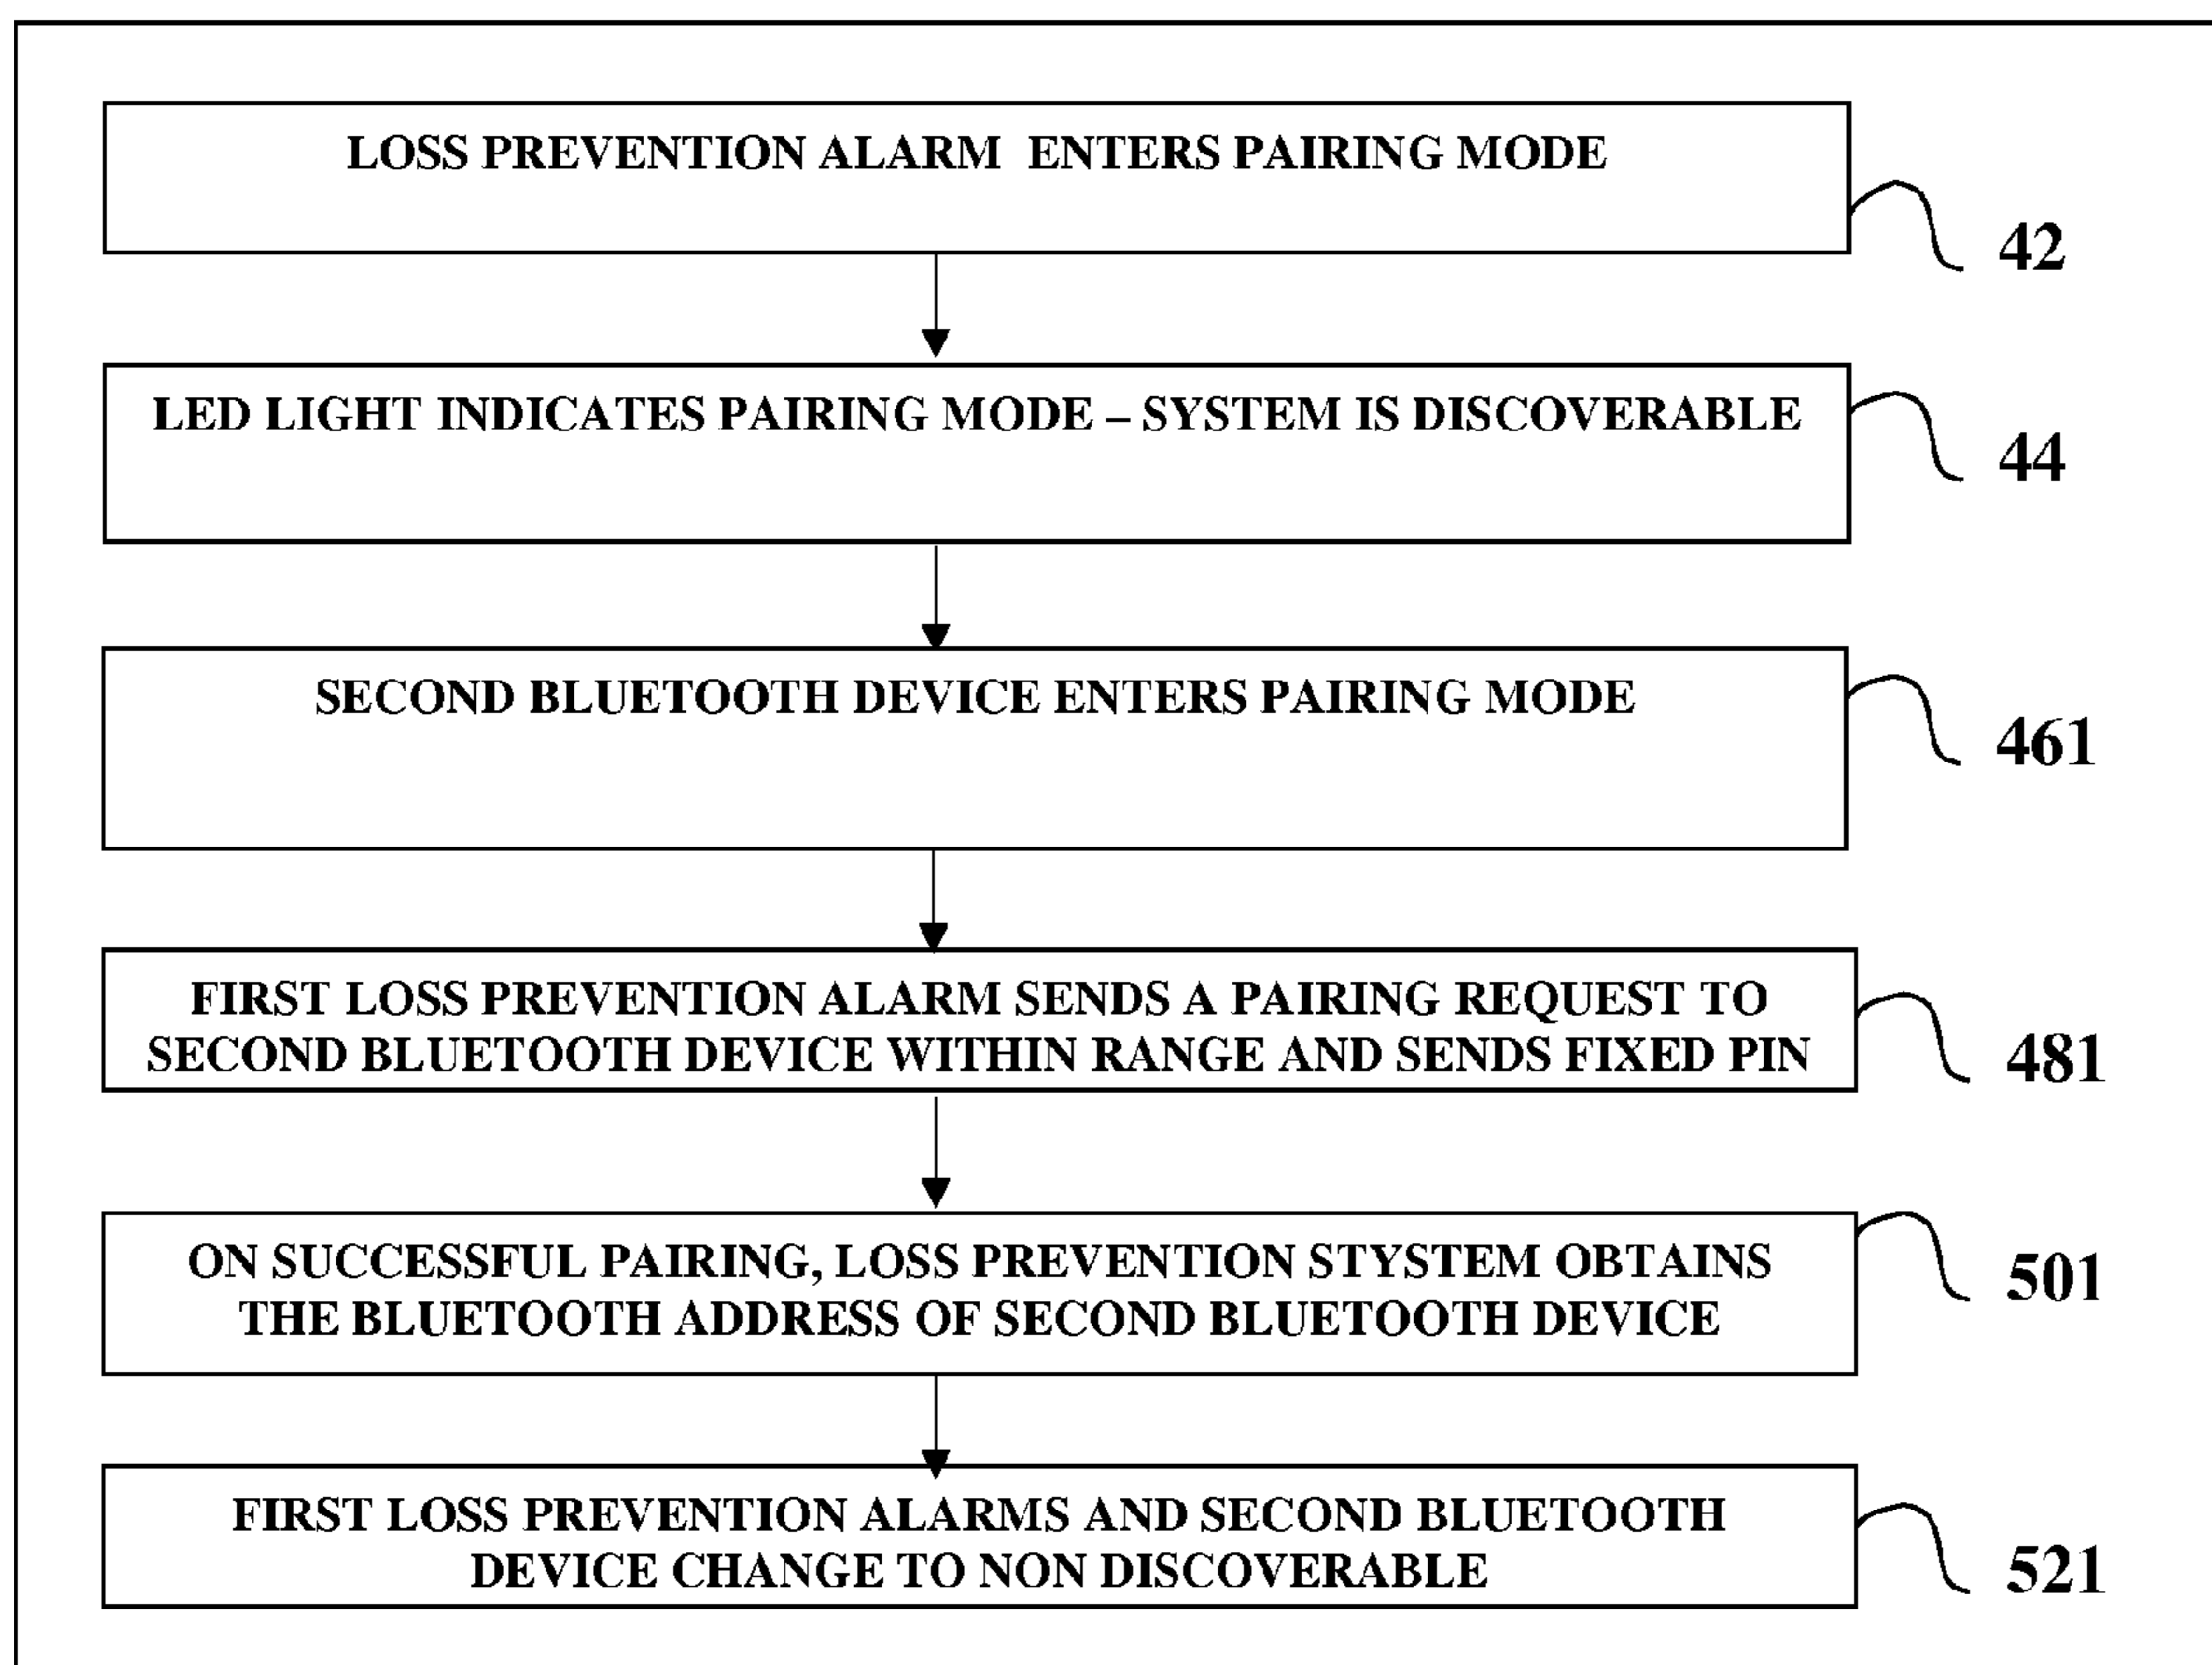 LOSS PREVENTION ALARM ENTERS PAIRING MODE
42
LED LIGHT INDICATES PAIRING MODE – SYSTEM IS DISCOVERABLE
44
SECOND BLUETOOTH DEVICE ENTERS PAIRING MODE
461
FIRST LOSS PREVENTION ALARM SENDS A PAIRING REQUEST TO
SECOND BLUETOOTH DEVICE WITHIN RANGE AND SENDS FIXED PIN
481
ON SUCCESSFUL PAIRING, LOSS PREVENTION STYSTEM OBTAINS
THE BLUETOOTH ADDRESS OF SECOND BLUETOOTH DEVICE
501
FIRST LOSS PREVENTION ALARMS AND SECOND BLUETOOTH
DEVICE CHANGE TO NON DISCOVERABLE
521